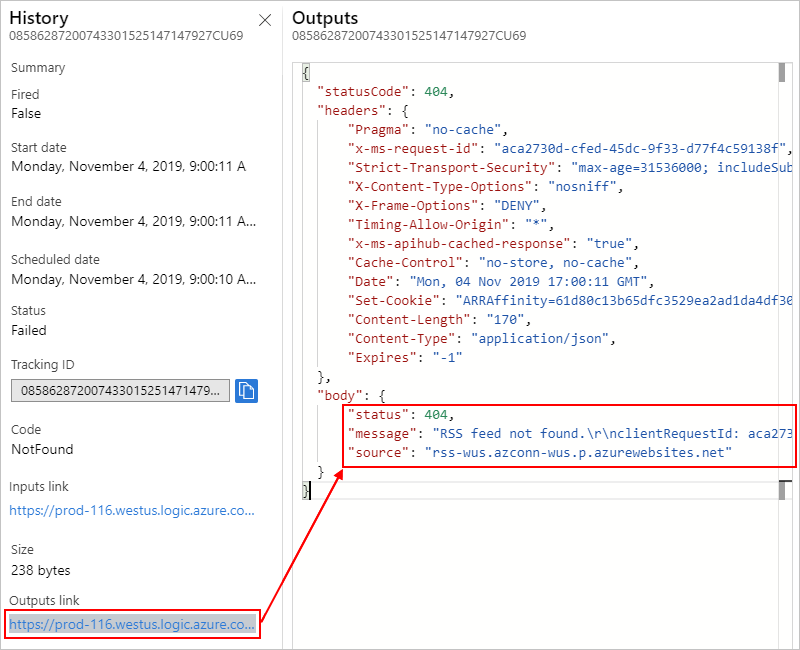 History
08586287200743301525147147927CU69
Summary
Fired
False
Start date
Monday, November 4, 2019, 9:00:11 A
End date
Monday, November 4, 2019, 9:00:11 A...
Scheduled date
Monday, November 4, 2019, 9:00:10 A...
Status
Failed
Tracking ID
085862872007433015251471479...
Code
NotFound
Inputs link
https://prod-116.westus.logic.azure.co...
Size
238 bytes
Outputs link
https://prod-116.westus.logic.azure.co...
Outputs
08586287200743301525147147927CU69
{
"statusCode": 404,
"headers": {
"Pragma": "no-cache",
"x-ms-request-id": "aca2730d-cfed-45dc-9f33-d77f4c59138f",
"Strict-Transport-Security": "max-age=31536000; includeSub
"X-Content-Type-Options": "nosniff",
"X-Frame-Options": "DENY",
"Timing-Allow-Origin": "*",
"x-ms-apihub-cached-response": "true",
"Cache-Control": "no-store, no-cache",
"Date": "Mon, 04 Nov 2019 17:00:11 GMT",
"Set-Cookie": "ARRAffinity=61d80c13b65dfc3529ea2ad1da4df30
"Content-Length": "170",
"Content-Type": "application/json",
"Expires": "-1"
},
"body": {
"status": 404,
"message": "RSS feed not found.\r\nclientRequestId: aca273
"source": "rss-wus.azconn-wus.p.azurewebsites.net"
}
}